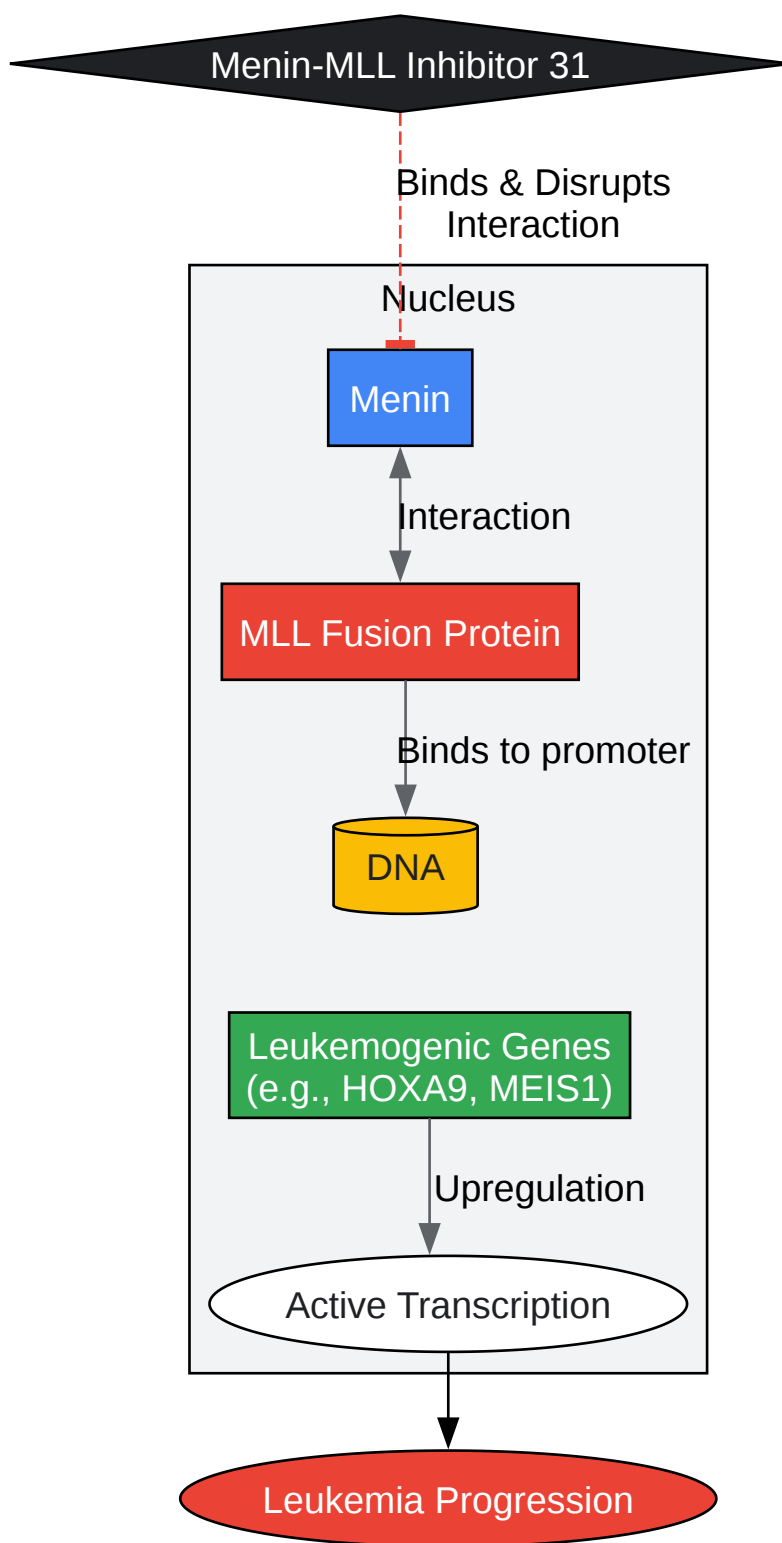 Menin-MLL Inhibitor 31
Binds & Disrupts
Interaction
Nucleus
Menin
Interaction
MLL Fusion Protein
Binds to promoter
DNA
Leukemogenic Genes
(e.g., HOXA9, MEIS1)
Upregulation
Active Transcription
Leukemia Progression